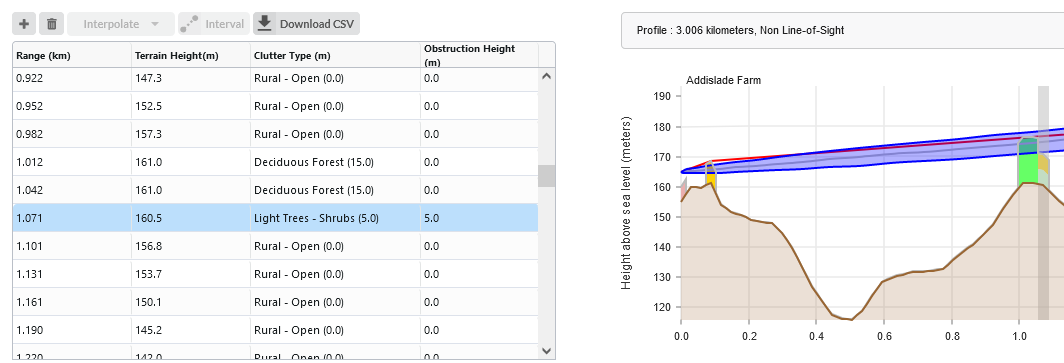 Interpolate Interval Download CSV
Profile : 3.006 kilometers, Non Line-of-Sight
Range (km) Terrain Height(m) Clutter Type (m) Obstruction Height (m)
0.922 147.3 Rural - Open (0.0) 0.0
0.952 152.5 Rural - Open (0.0) 0.0
0.982 157.3 Rural - Open (0.0) 0.0
1.012 161.0 Deciduous Forest (15.0)
1.042 161.0 Deciduous Forest (15.0)
1.071 160.5 Light Trees - Shrubs (5.0) 5.0
1.101 156.8 Rural - Open (0.0) 0.0
1.131 153.7 Rural - Open (0.0) 0.0
1.161 150.1 Rural - Open (0.0) 0.0
1.190 145.2 Rural - Open (0.0) 0.0
1.220 142.0 Rural - Open (0.0) 0.0
Addislade Farm
Height above sea level (meters)
190
180
170
160
150
140
130
120
0.0 0.2 0.4 0.6 0.8 1.0